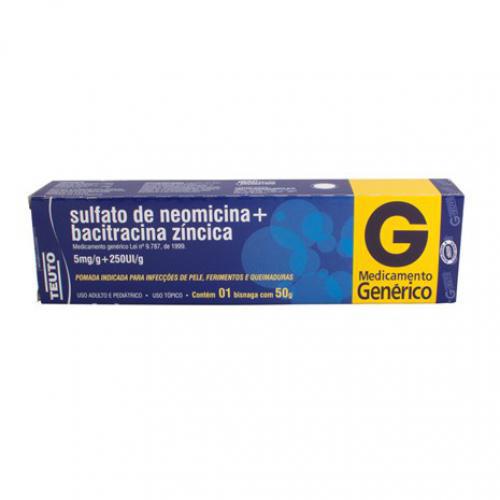 sulfato de neomicina +
bacitracina zíncica
Medicamento genérico Lei nº 9.787, de 1999.
5mg/g + 250UI/g
POMADA INDICADA PARA INFECÇÕES DE PELE, FERIMENTOS E QUEIMADURAS
USO ADULTO E PEDIÁTRICO • USO TÓPICO • Contém 01 bisnaga com 50g
TEUTO
G
Medicamento
Genérico